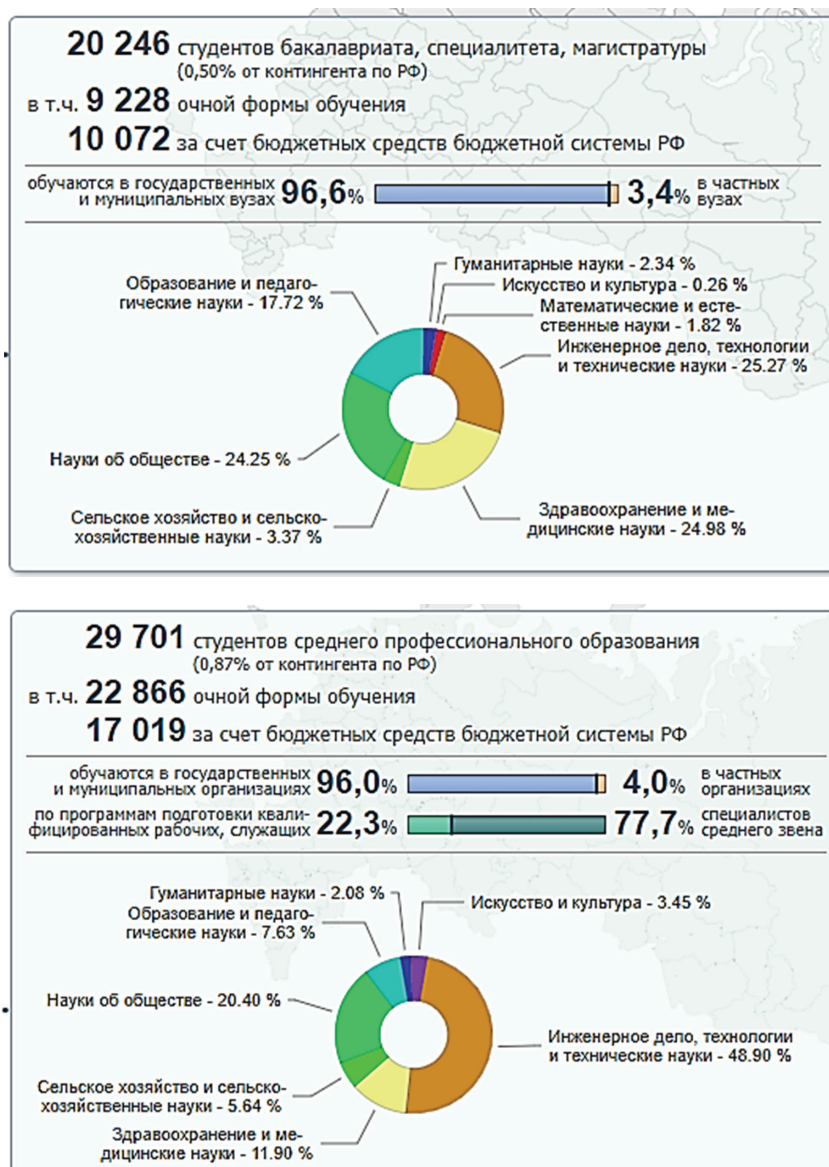 20 246 студентов бакалавриата, специалитета, магистратуры
(0,50% от контингента по РФ)
в т.ч. 9 228 очной формы обучения
10 072 за счет бюджетных средств бюджетной системы РФ
обучаются в государственных
и муниципальных вузах 96,6% 3,4% в частных
вузах
Гуманитарные науки - 2.34 %
Искусство и культура - 0.26 %
Математические и есте-
ственные науки - 1.82 %
Инженерное дело, технологии
и технические науки - 25.27 %
Образование и педаго-
гические науки - 17.72 %
Науки об обществе - 24.25 %
Сельское хозяйство и сельско-
хозяйственные науки - 3.37 %
Здравоохранение и ме-
дицинские науки - 24.98 %
29 701 студентов среднего профессионального образования
(0,87% от контингента по РФ)
в т.ч. 22 866 очной формы обучения
17 019 за счет бюджетных средств бюджетной системы РФ
обучаются в государственных
и муниципальных организациях 96,0% 4,0% в частных
организациях
по программам подготовки квали-
фицированных рабочих, служащих 22,3% 77,7% специалистов
среднего звена
Гуманитарные науки - 2.08 %
Образование и педаго-
гические науки - 7.63 %
Искусство и культура - 3.45 %
Науки об обществе - 20.40 %
Инженерное дело, технологии
и технические науки - 48.90 %
Сельское хозяйство и сельско-
хозяйственные науки - 5.64 %
Здравоохранение и ме-
дицинские науки - 11.90 %